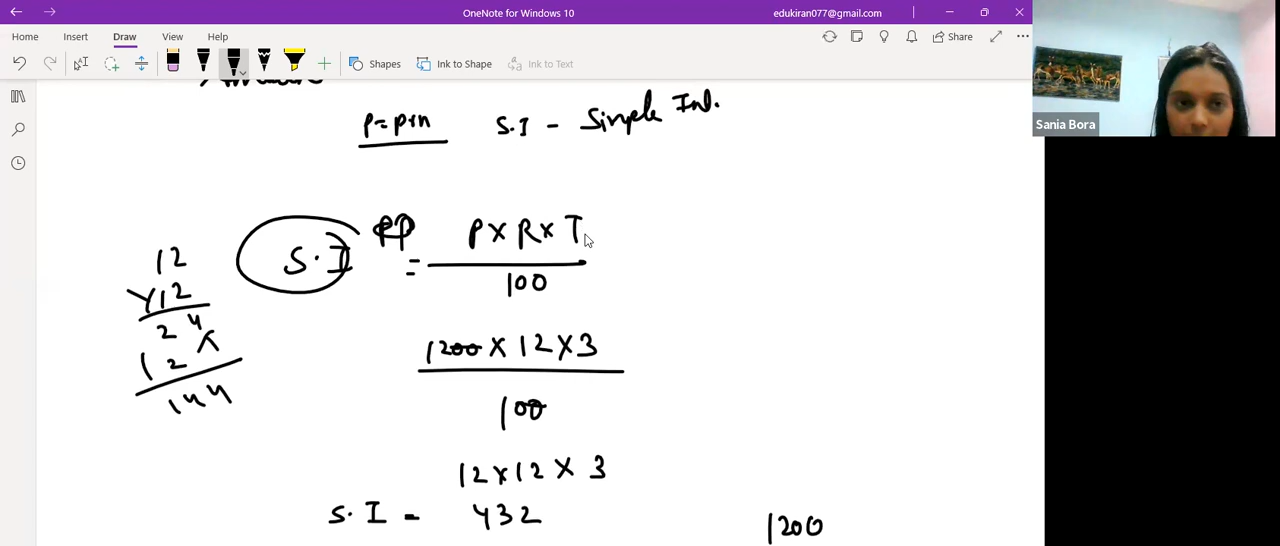 OneNote for Windows 10
edukiran077@gmail.com
Home Insert Draw View Help
Share
Shapes Ink to Shape Ink to Text
Sania Bora
S.I - Simple Int.
S.I = P X R X T
100
12
12
24
12 X
144
1200 X 12 X 3
100
12 X 12 X 3
S.I = 432
1200